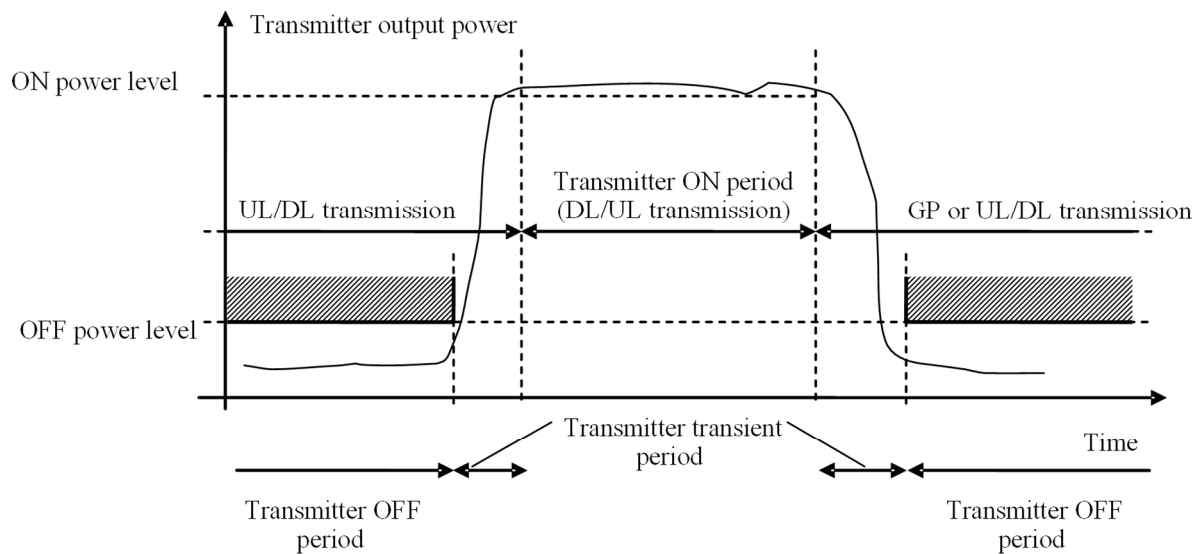 Transmitter output power
ON power level
Transmitter ON period
(DL/UL transmission)
UL/DL transmission
GP or UL/DL transmission
OFF power level
Transmitter transient
period
Time
Transmitter OFF
period
Transmitter OFF
period